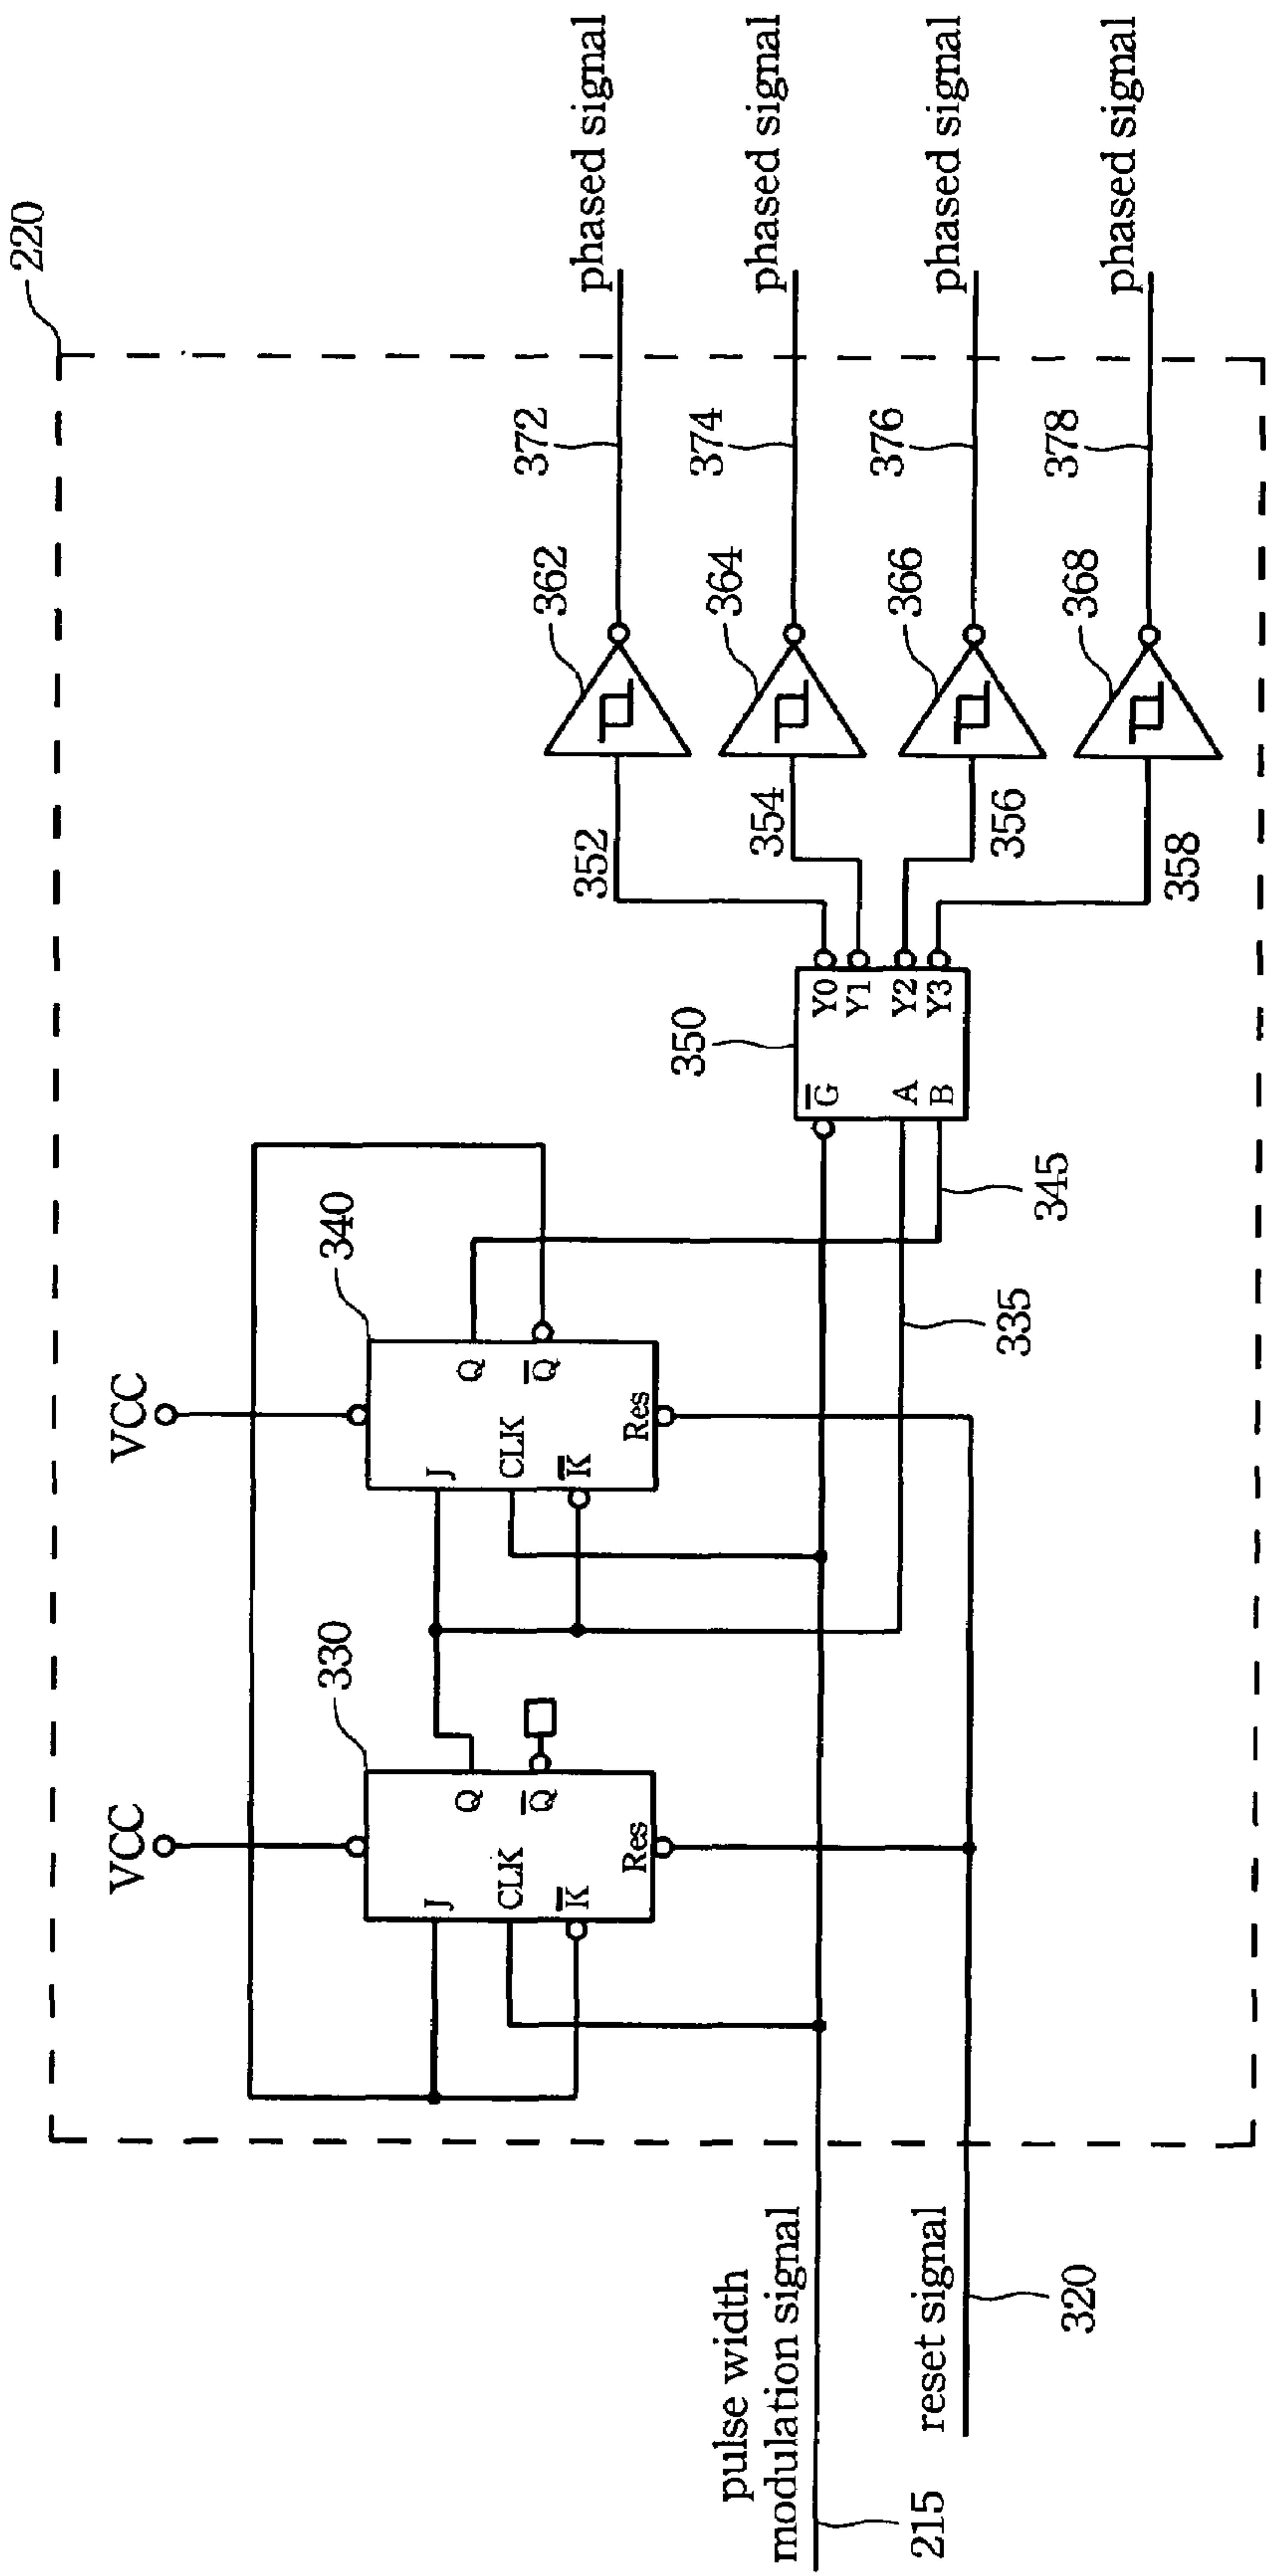 220
VCC
VCC
330
340
J
CLK
K̅
Q
Q̅
Res
J
CLK
K̅
Q
Q̅
Res
335
345
350
G̅
A
B
Y0
Y1
Y2
Y3
352
354
356
358
362
364
366
368
372
374
376
378
phased signal
phased signal
phased signal
phased signal
pulse width
modulation signal
215
reset signal
320